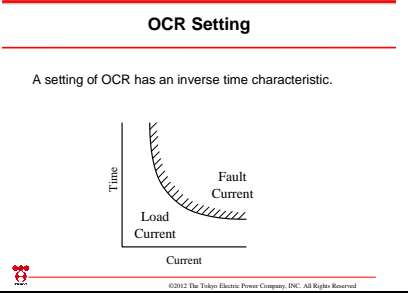 OCR Setting
A setting of OCR has an inverse time characteristic.
Time
Fault
Current
Load
Current
Current
©2012 The Tokyo Electric Power Company, INC. All Rights Reserved